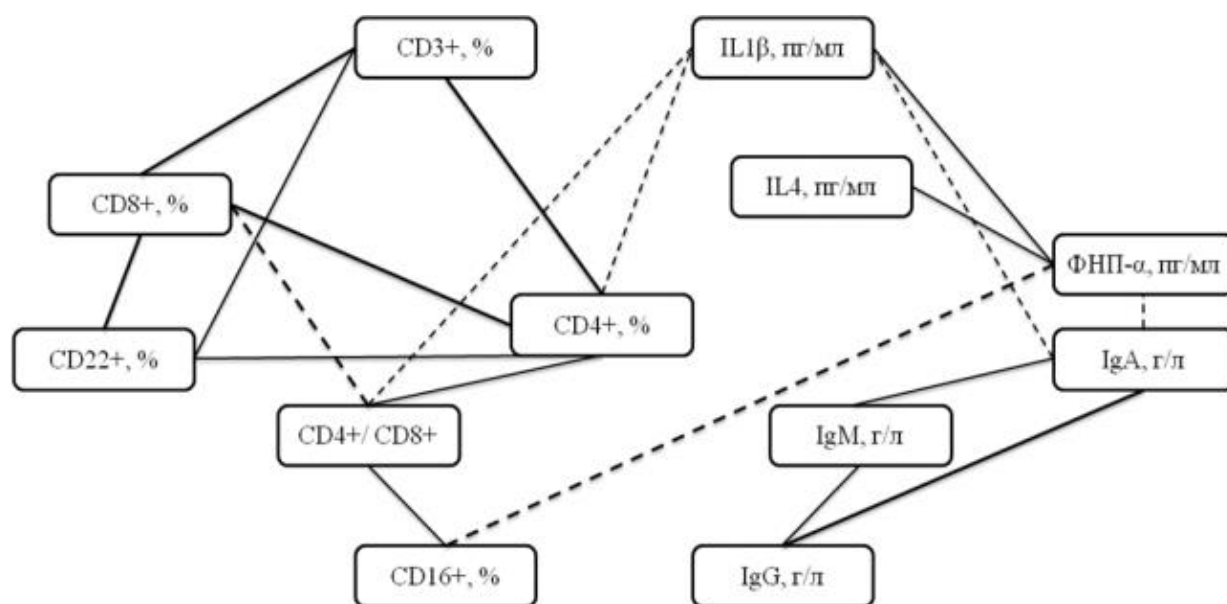 CD3+, %
IL1β, пг/мл
CD8+, %
IL4, пг/мл
ФНП-α, пг/мл
CD4+, %
CD22+, %
IgA, г/л
CD4+/ CD8+
IgM, г/л
CD16+, %
IgG, г/л